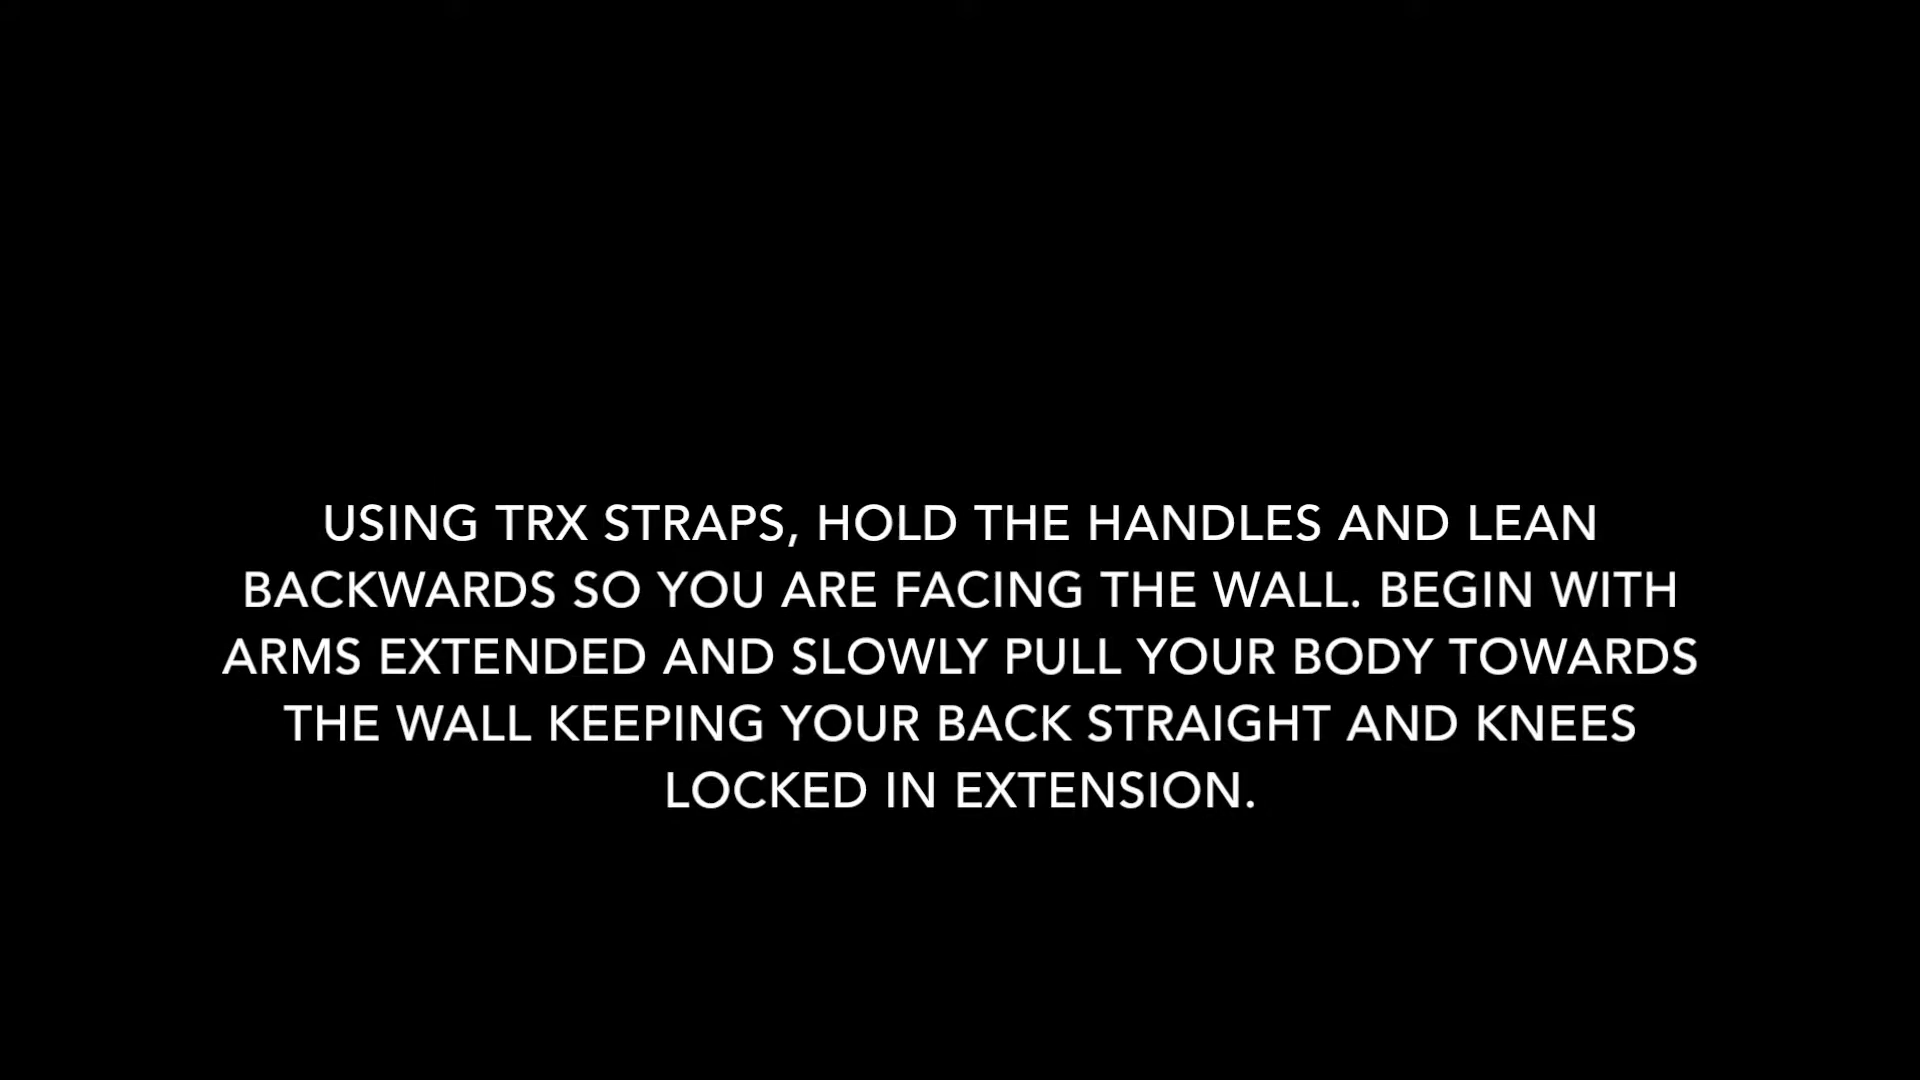 USING TRX STRAPS, HOLD THE HANDLES AND LEAN
BACKWARDS SO YOU ARE FACING THE WALL. BEGIN WITH
ARMS EXTENDED AND SLOWLY PULL YOUR BODY TOWARDS
THE WALL KEEPING YOUR BACK STRAIGHT AND KNEES
LOCKED IN EXTENSION.